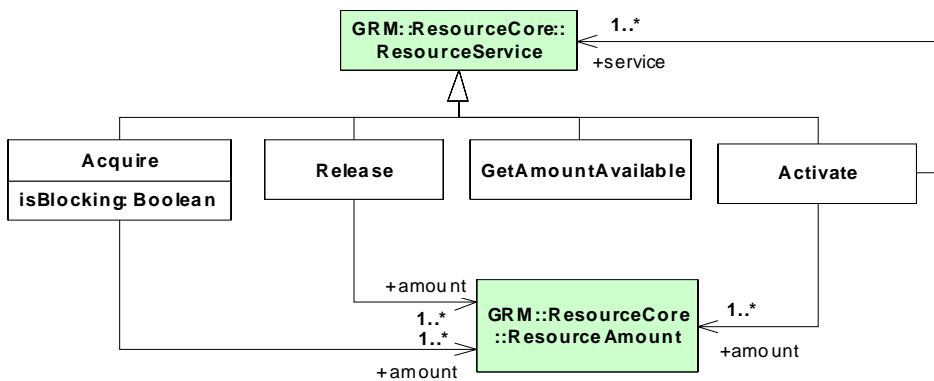 GRM::ResourceCore::
ResourceService
1..*
+service
Acquire
isBlocking: Boolean
Release
GetAmountAvailable
Activate
+amount
1..*
1..*
+amount
GRM::ResourceCore
::ResourceAmount
1..*
+amount